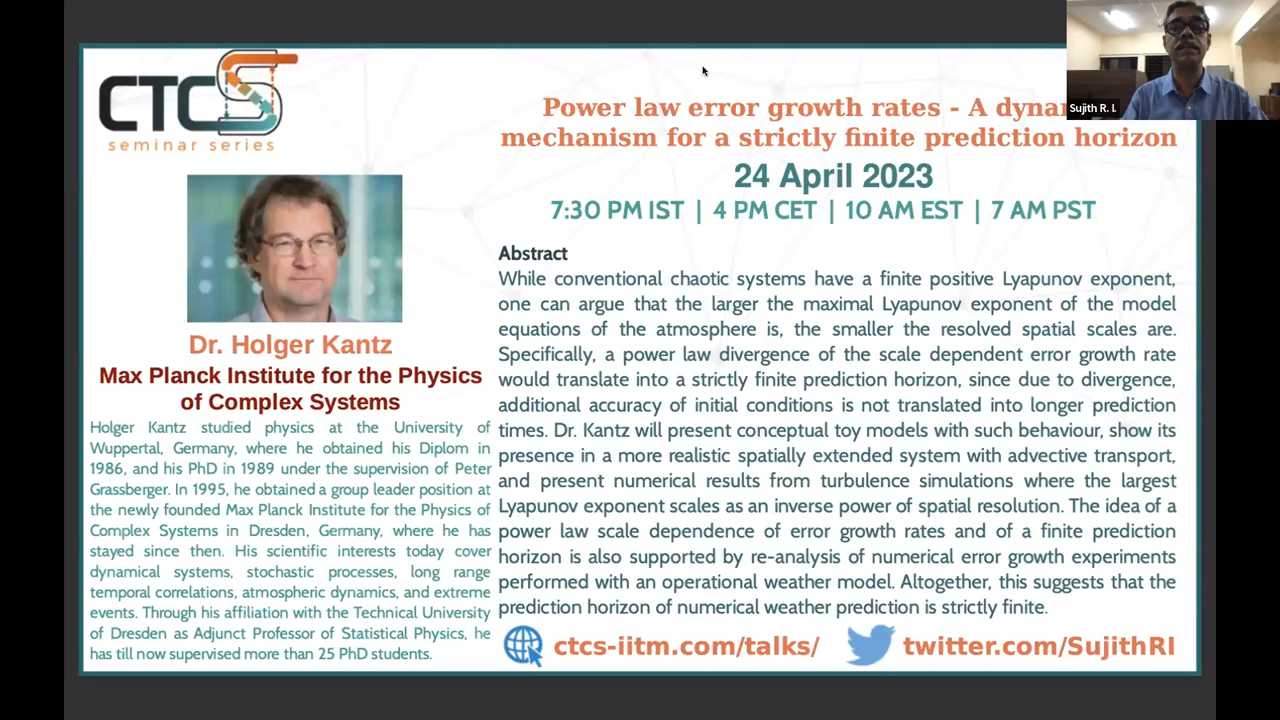 CTCS
seminar series
Power law error growth rates - A dyna
mechanism for a strictly finite prediction horizon
24 April 2023
7:30 PM IST | 4 PM CET | 10 AM EST | 7 AM PST
Sujith R. I.
Dr. Holger Kantz
Max Planck Institute for the Physics
of Complex Systems
Holger Kantz studied physics at the University of
Wuppertal, Germany, where he obtained his Diplom in
1986, and his PhD in 1989 under the supervision of Peter
Grassberger. In 1995, he obtained a group leader position at
the newly founded Max Planck Institute for the Physics of
Complex Systems in Dresden, Germany, where he has
stayed since then. His scientific interests today cover
dynamical systems, stochastic processes, long range
temporal correlations, atmospheric dynamics, and extreme
events. Through his affiliation with the Technical University
of Dresden as Adjunct Professor of Statistical Physics, he
has till now supervised more than 25 PhD students.
Abstract
While conventional chaotic systems have a finite positive Lyapunov exponent,
one can argue that the larger the maximal Lyapunov exponent of the model
equations of the atmosphere is, the smaller the resolved spatial scales are.
Specifically, a power law divergence of the scale dependent error growth rate
would translate into a strictly finite prediction horizon, since due to divergence,
additional accuracy of initial conditions is not translated into longer prediction
times. Dr. Kantz will present conceptual toy models with such behaviour, show its
presence in a more realistic spatially extended system with advective transport,
and present numerical results from turbulence simulations where the largest
Lyapunov exponent scales as an inverse power of spatial resolution. The idea of a
power law scale dependence of error growth rates and of a finite prediction
horizon is also supported by re-analysis of numerical error growth experiments
performed with an operational weather model. Altogether, this suggests that the
prediction horizon of numerical weather prediction is strictly finite.
ctcs-iitm.com/talks/
twitter.com/SujithRI